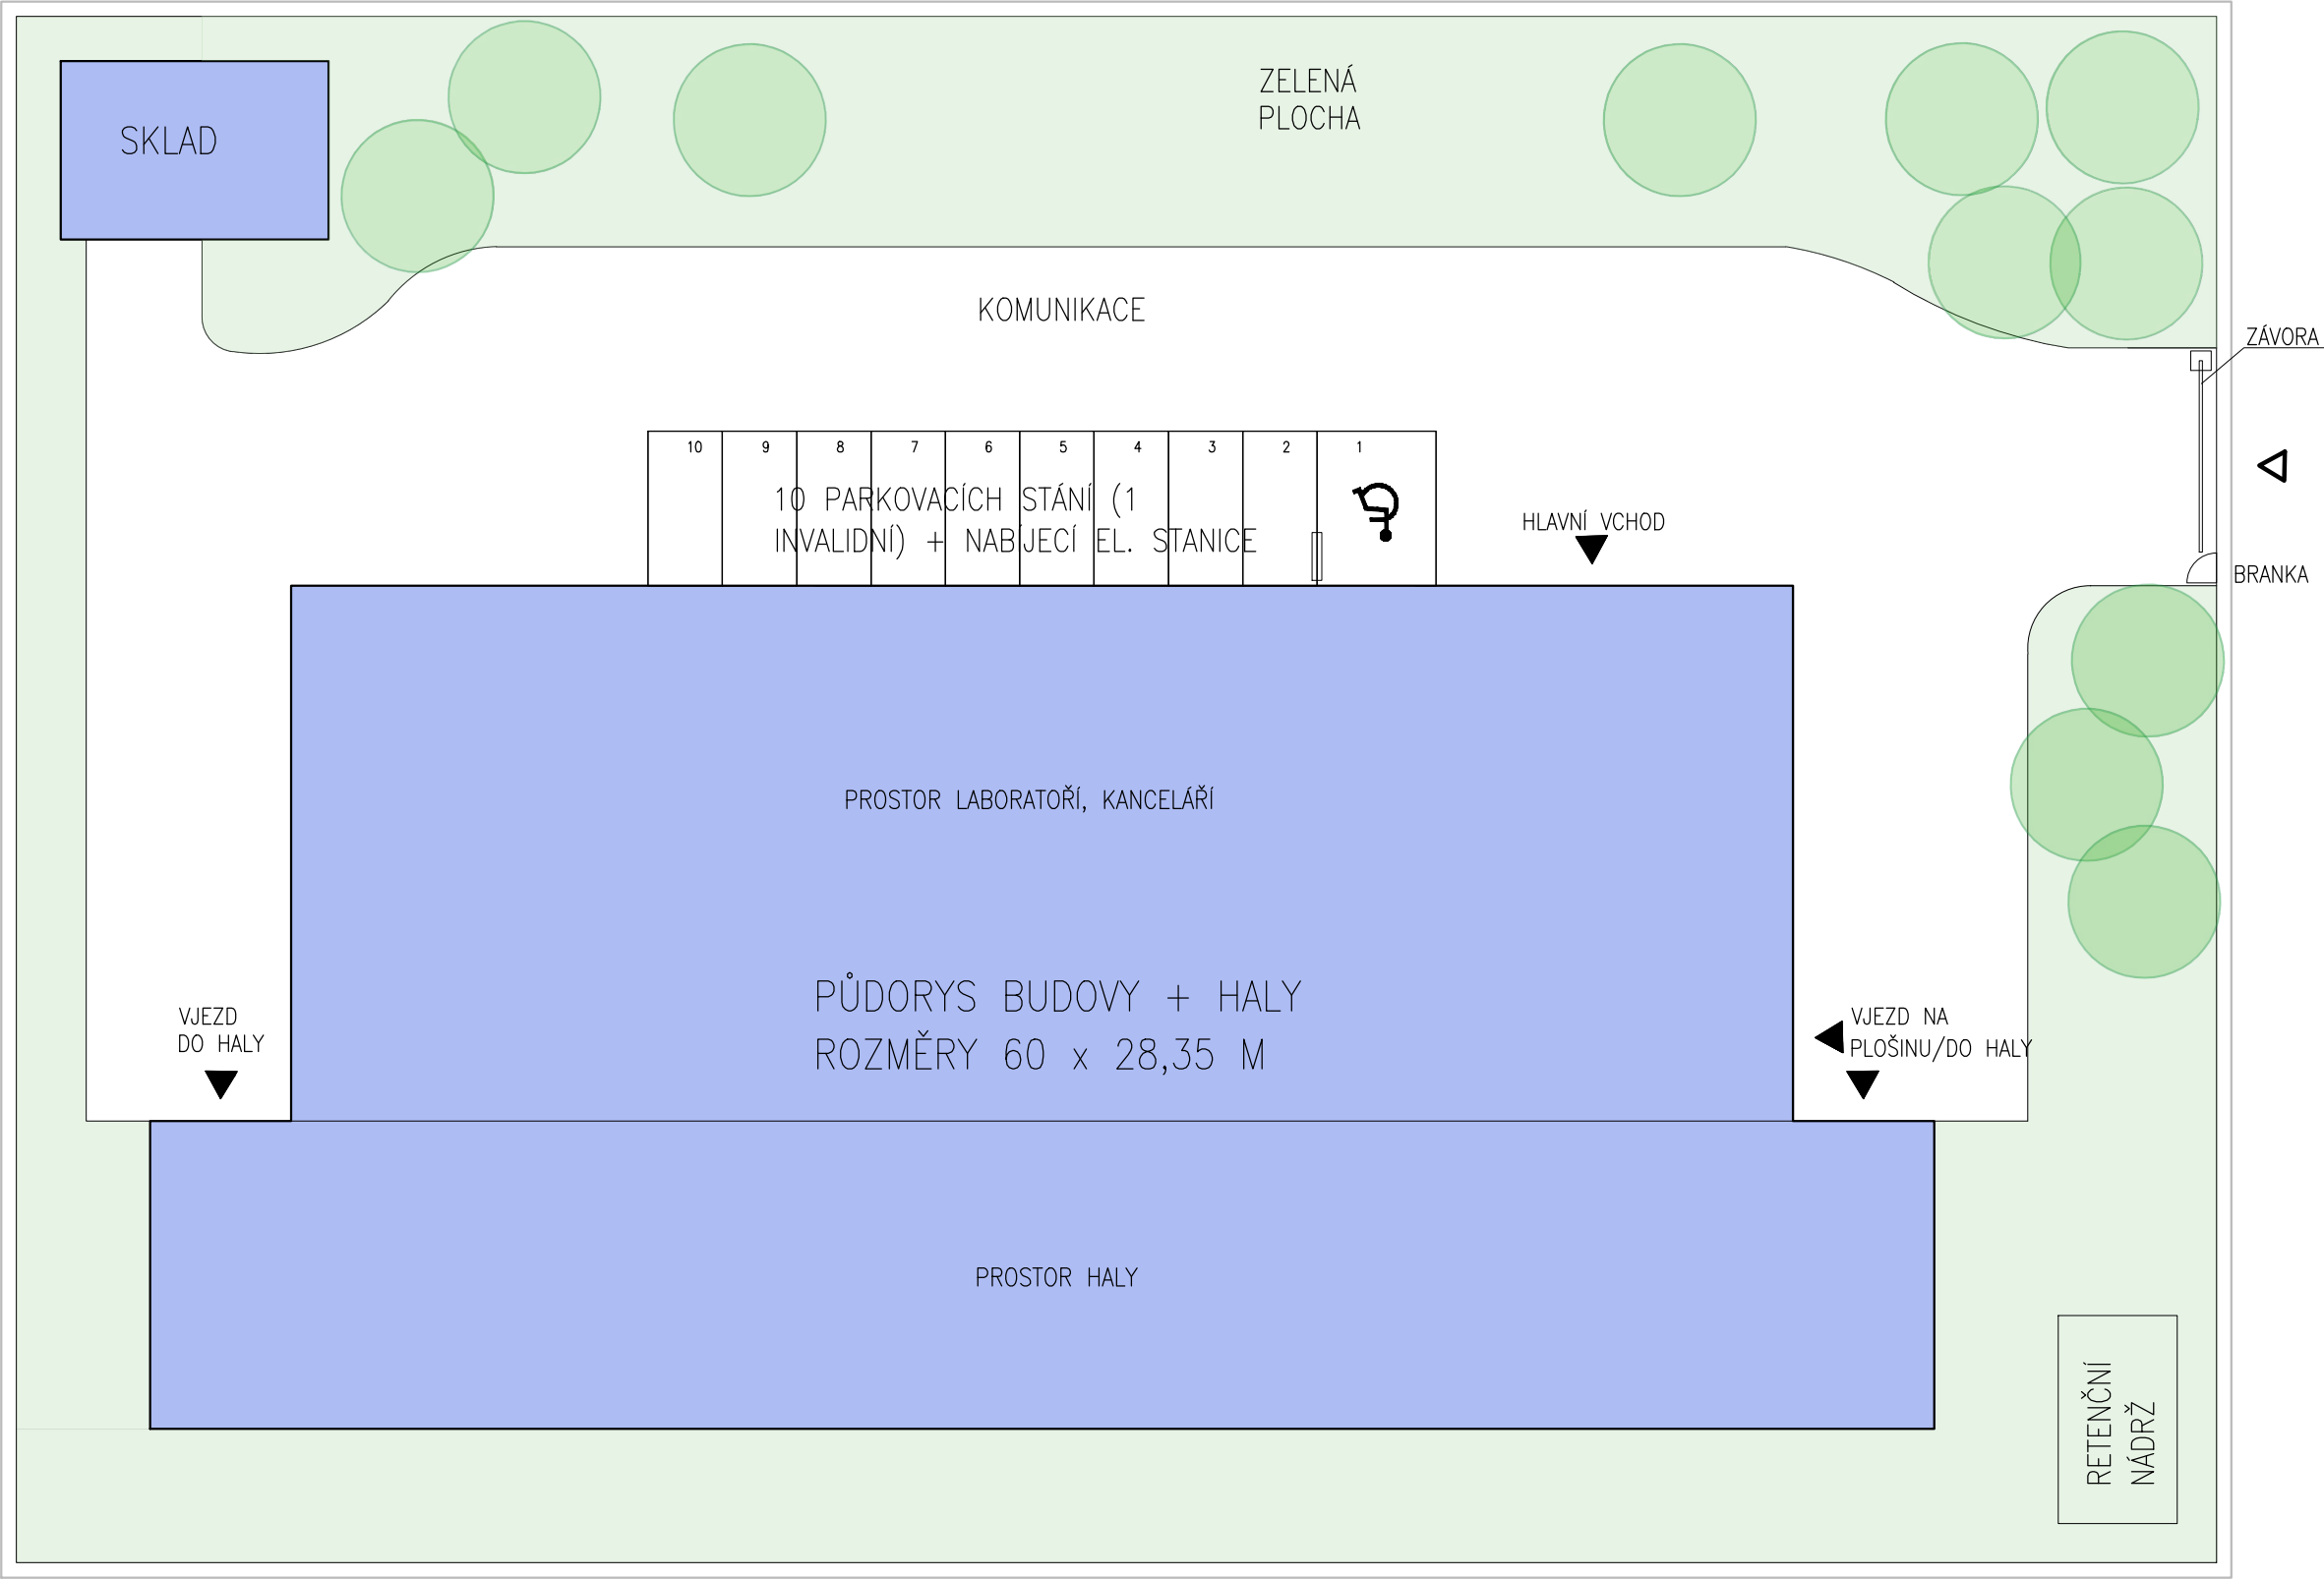 ZELENÁ
PLOCHA
SKLAD
KOMUNIKACE
ZÁVORA
10 9 8 7 6 5 4 3 2 1
10 PARKOVACÍCH STÁNÍ (1
INVALIDNÍ) + NABÍJECÍ EL. STANICE
HLAVNÍ VCHOD
BRANKA
PROSTOR LABORATOŘÍ, KANCELÁŘÍ
PŮDORYS BUDOVY + HALY
ROZMĚRY 60 x 28,35 M
VJEZD
DO HALY
VJEZD NA
PLOŠINU/DO HALY
PROSTOR HALY
RETENČNÍ
NÁDRŽ